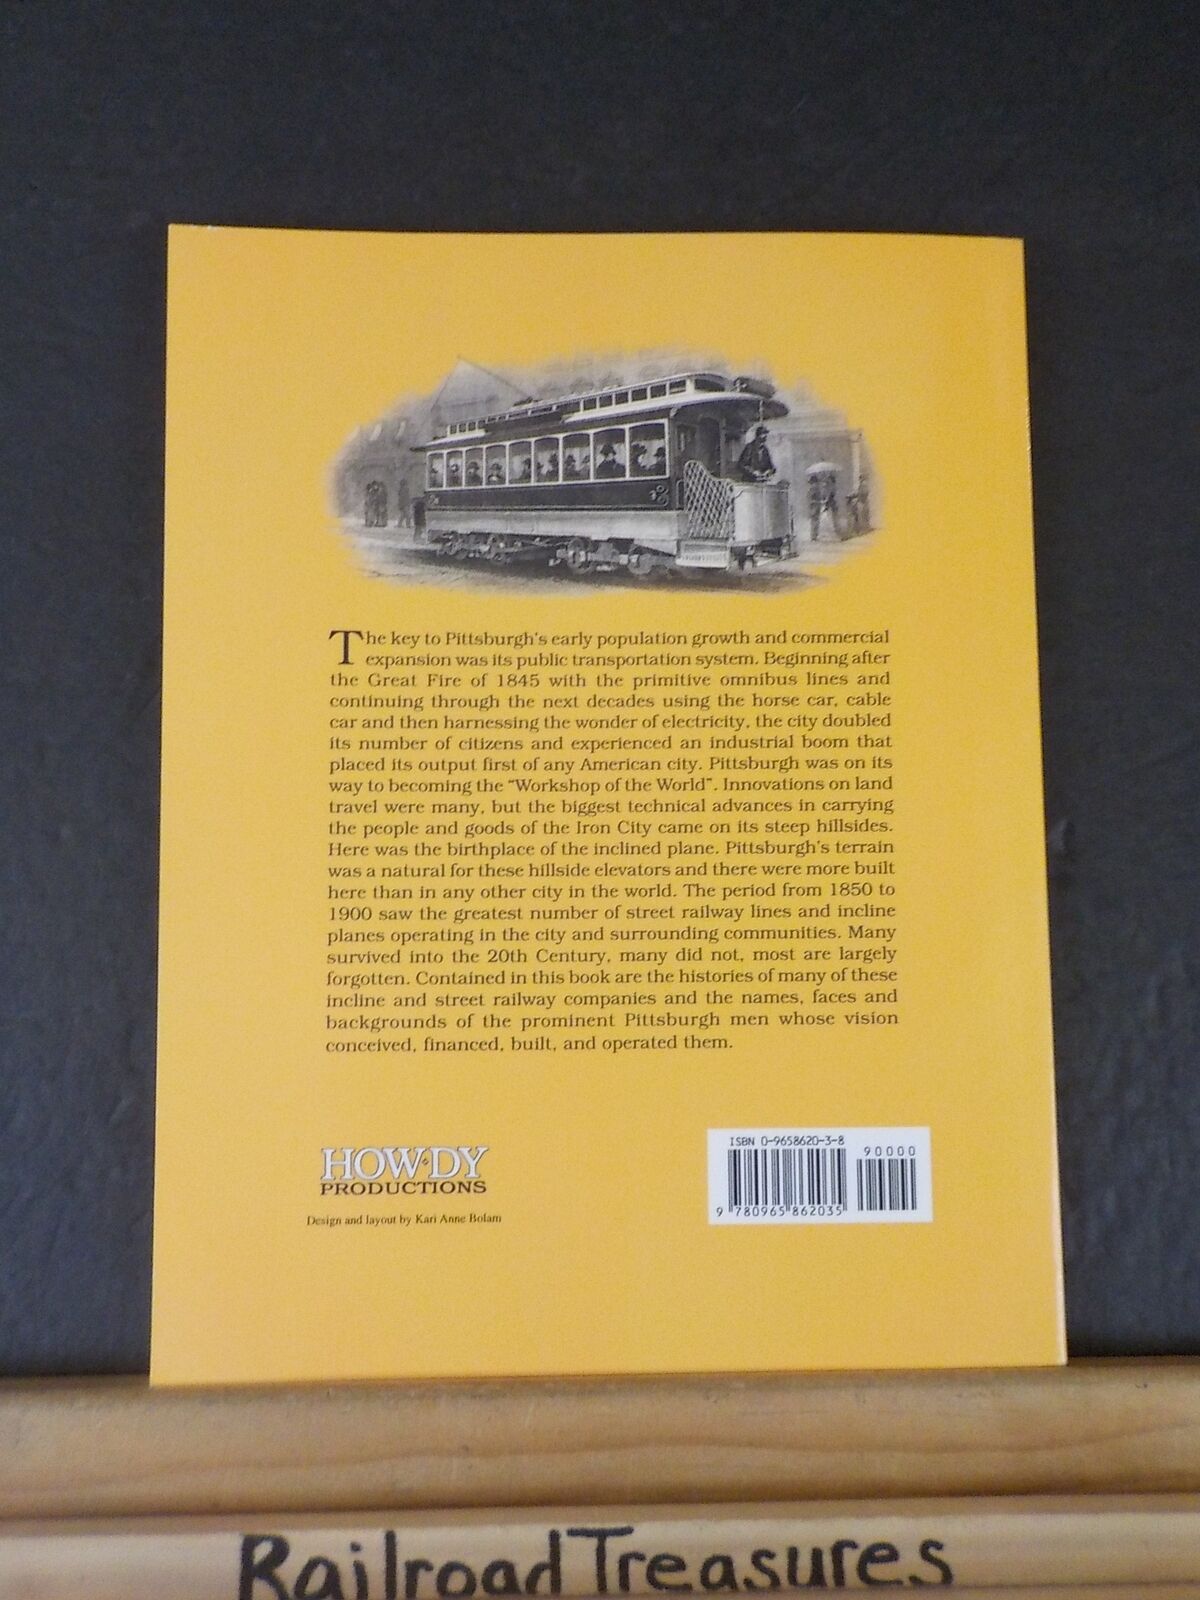 The key to Pittsburgh's early population growth and commercial
expansion was its public transportation system. Beginning after
the Great Fire of 1845 with the primitive omnibus lines and
continuing through the next decades using the horse car, cable
car and then harnessing the wonder of electricity, the city doubled
its number of citizens and experienced an industrial boom that
placed its output first of any American city. Pittsburgh was on its
way to becoming the "Workshop of the World". Innovations on land
travel were many, but the biggest technical advances in carrying
the people and goods of the Iron City came on its steep hillsides.
Here was the birthplace of the inclined plane. Pittsburgh's terrain
was a natural for these hillside elevators and there were more built
here than in any other city in the world. The period from 1850 to
1900 saw the greatest number of street railway lines and incline
planes operating in the city and surrounding communities. Many
survived into the 20th Century, many did not, most are largely
forgotten. Contained in this book are the histories of many of these
incline and street railway companies and the names, faces and
backgrounds of the prominent Pittsburgh men whose vision
conceived, financed, built, and operated them.
HOW·DY
PRODUCTIONS
Design and layout by Kari Anne Bolam
ISBN 0-9658620-3-8
90000
9 780965 862035
Railroad Treasures